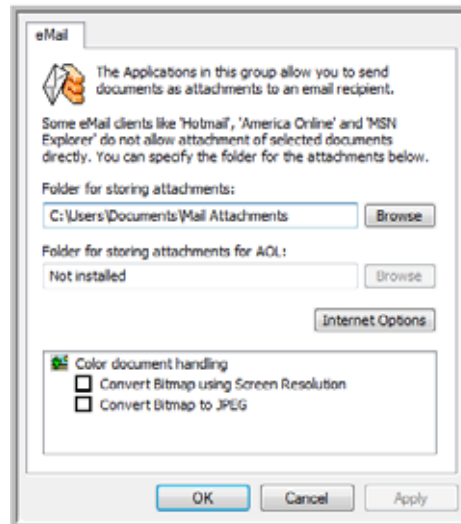 eMail
The Applications in this group allow you to send
documents as attachments to an email recipient.
Some eMail clients like 'Hotmail', 'America Online' and 'MSN
Explorer' do not allow attachment of selected documents
directly. You can specify the folder for the attachments below.
Folder for storing attachments:
C:\Users\Documents\Mail Attachments
Browse
Folder for storing attachments for AOL:
Not installed
Browse
Internet Options
Color document handling
Convert Bitmap using Screen Resolution
Convert Bitmap to JPEG
OK
Cancel
Apply